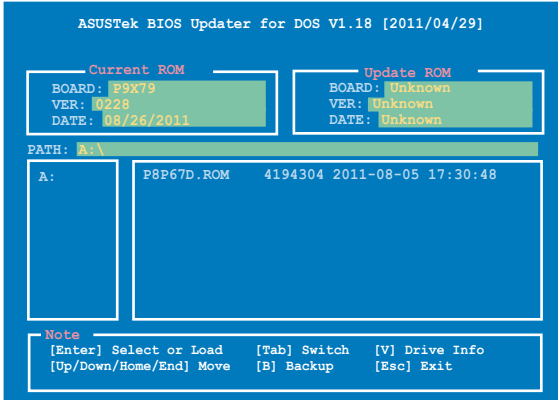 ASUSTek BIOS Updater for DOS V1.18 [2011/04/29]
Current ROM
BOARD: P9X79
VER: 0228
DATE: 08/26/2011
Update ROM
BOARD: Unknown
VER: Unknown
DATE: Unknown
PATH: A:\
A:
P8P67D.ROM 4194304 2011-08-05 17:30:48
Note
[Enter] Select or Load [Tab] Switch [V] Drive Info
[Up/Down/Home/End] Move [B] Backup [Esc] Exit